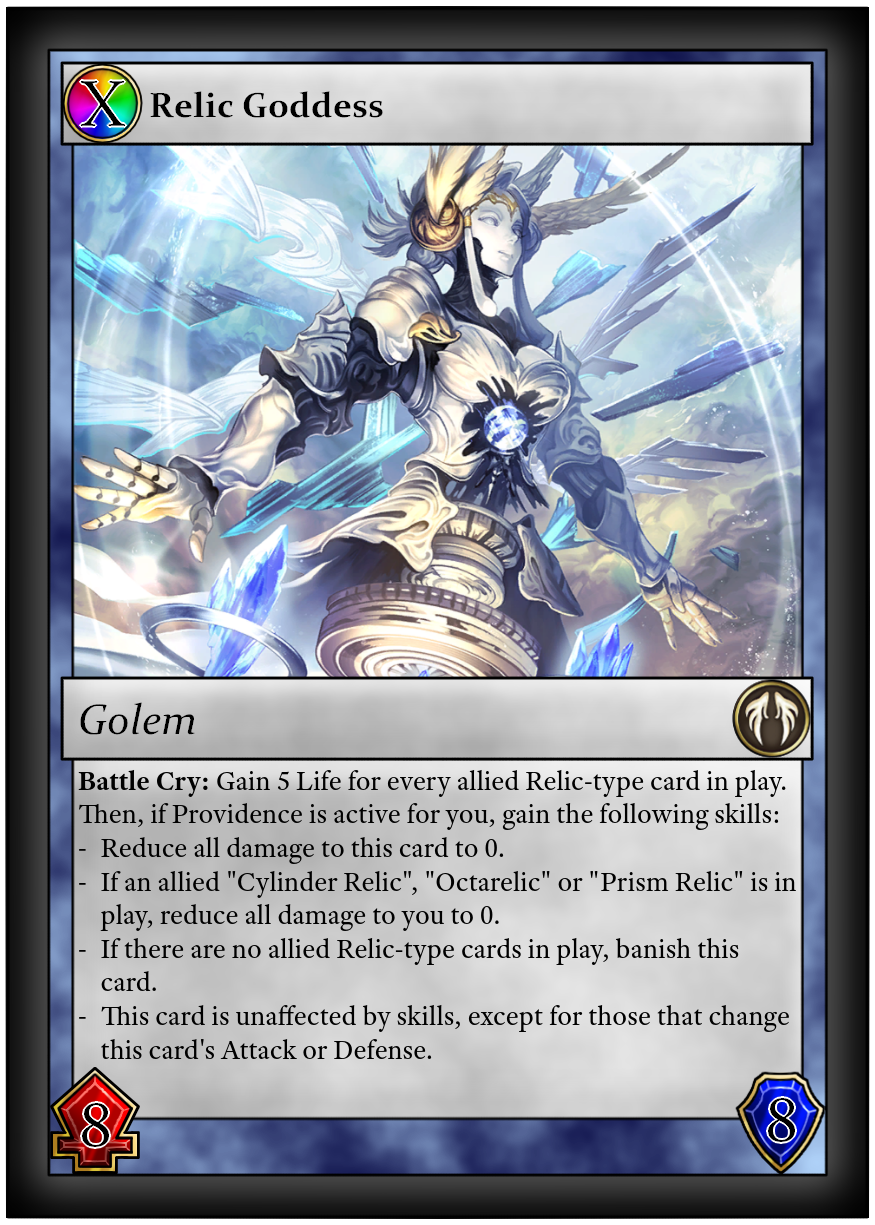 X Relic Goddess
Golem
Battle Cry: Gain 5 Life for every allied Relic-type card in play.
Then, if Providence is active for you, gain the following skills:
- Reduce all damage to this card to 0.
- If an allied "Cylinder Relic", "Octarelic" or "Prism Relic" is in
play, reduce all damage to you to 0.
- If there are no allied Relic-type cards in play, banish this
card.
- This card is unaffected by skills, except for those that change
this card's Attack or Defense.
8 8